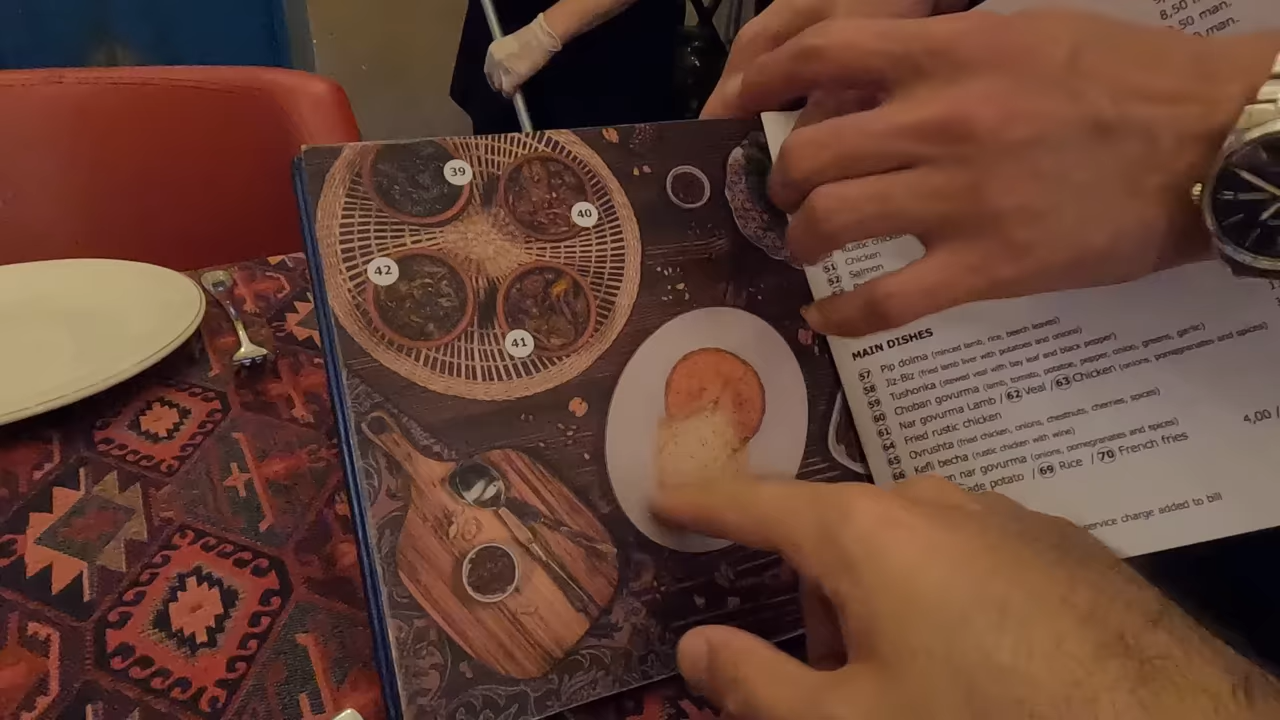 8,50
8,50 man.
39
40
42
41
Rustic chicken
51 Chicken
52 Salmon
MAIN DISHES
57 Pip dolma (minced lamb, rice, beech leaves)
58 Jiz-Biz (fried lamb liver with potatoes and onions)
59 Tushonka (stewed veal with bay leaf and black pepper)
60 Choban govurma (lamb, tomato, potatoe, pepper, onion, greens, garlic)
61 Nar govurma Lamb / 62 Veal / 63 Chicken (onions, pomegranates and spices)
64 Fried rustic chicken
65 Ovrushta (fried chicken, onions, chestnuts, cherries, spices)
66 Kefli becha (rustic chicken with wine)
nar govurma (onions, pomegranates and spices)
ade potato / 69 Rice / 70 French fries
4,00 /
service charge added to bill